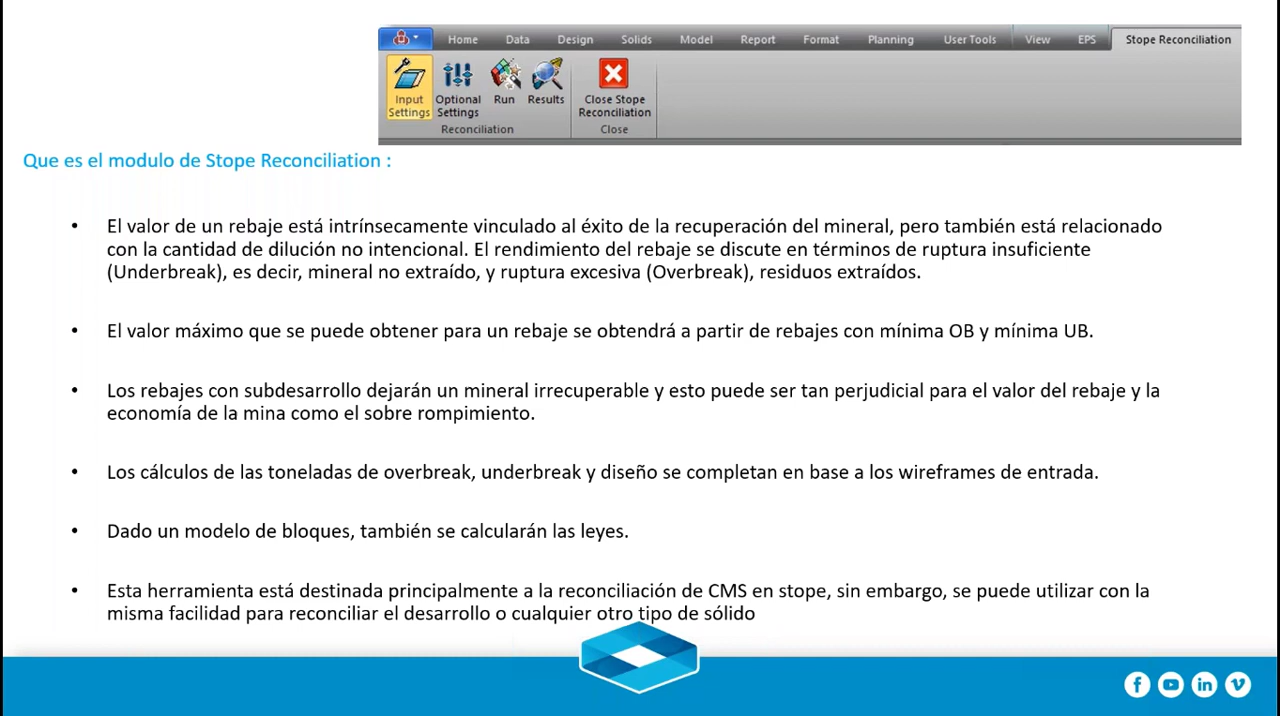 Home Data Design Solids Model Report Format Planning User Tools View EPS Stope Reconciliation
Input Settings
Optional Settings
Run
Results
Close Stope Reconciliation
Reconciliation
Close
Que es el modulo de Stope Reconciliation :
• El valor de un rebaje está intrínsecamente vinculado al éxito de la recuperación del mineral, pero también está relacionado
con la cantidad de dilución no intencional. El rendimiento del rebaje se discute en términos de ruptura insuficiente
(Underbreak), es decir, mineral no extraído, y ruptura excesiva (Overbreak), residuos extraídos.
• El valor máximo que se puede obtener para un rebaje se obtendrá a partir de rebajes con mínima OB y mínima UB.
• Los rebajes con subdesarrollo dejarán un mineral irrecuperable y esto puede ser tan perjudicial para el valor del rebaje y la
economía de la mina como el sobre rompimiento.
• Los cálculos de las toneladas de overbreak, underbreak y diseño se completan en base a los wireframes de entrada.
• Dado un modelo de bloques, también se calcularán las leyes.
• Esta herramienta está destinada principalmente a la reconciliación de CMS en stope, sin embargo, se puede utilizar con la
misma facilidad para reconciliar el desarrollo o cualquier otro tipo de sólido